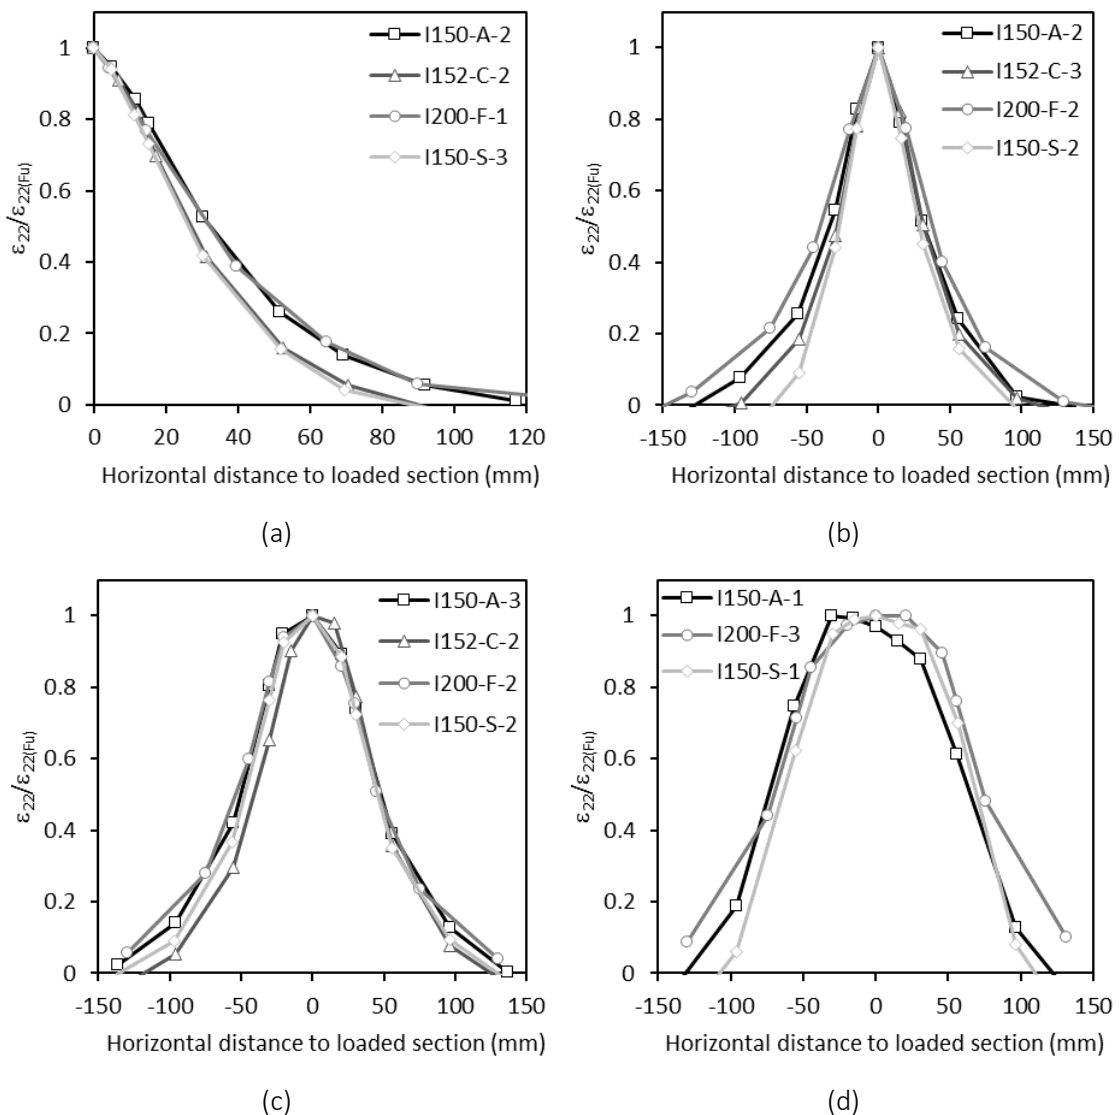 I150-A-2
I152-C-2
I200-F-1
I150-S-3
1
0.8
0.6
0.4
0.2
0
ε22/ε22(Fu)
0 20 40 60 80 100 120
Horizontal distance to loaded section (mm)
(a)
I150-A-2
I152-C-3
I200-F-2
I150-S-2
1
0.8
0.6
0.4
0.2
0
ε22/ε22(Fu)
-150 -100 -50 0 50 100 150
Horizontal distance to loaded section (mm)
(b)
I150-A-3
I152-C-2
I200-F-2
I150-S-2
1
0.8
0.6
0.4
0.2
0
ε22/ε22(Fu)
-150 -100 -50 0 50 100 150
Horizontal distance to loaded section (mm)
(c)
I150-A-1
I200-F-3
I150-S-1
1
0.8
0.6
0.4
0.2
0
ε22/ε22(Fu)
-150 -100 -50 0 50 100 150
Horizontal distance to loaded section (mm)
(d)